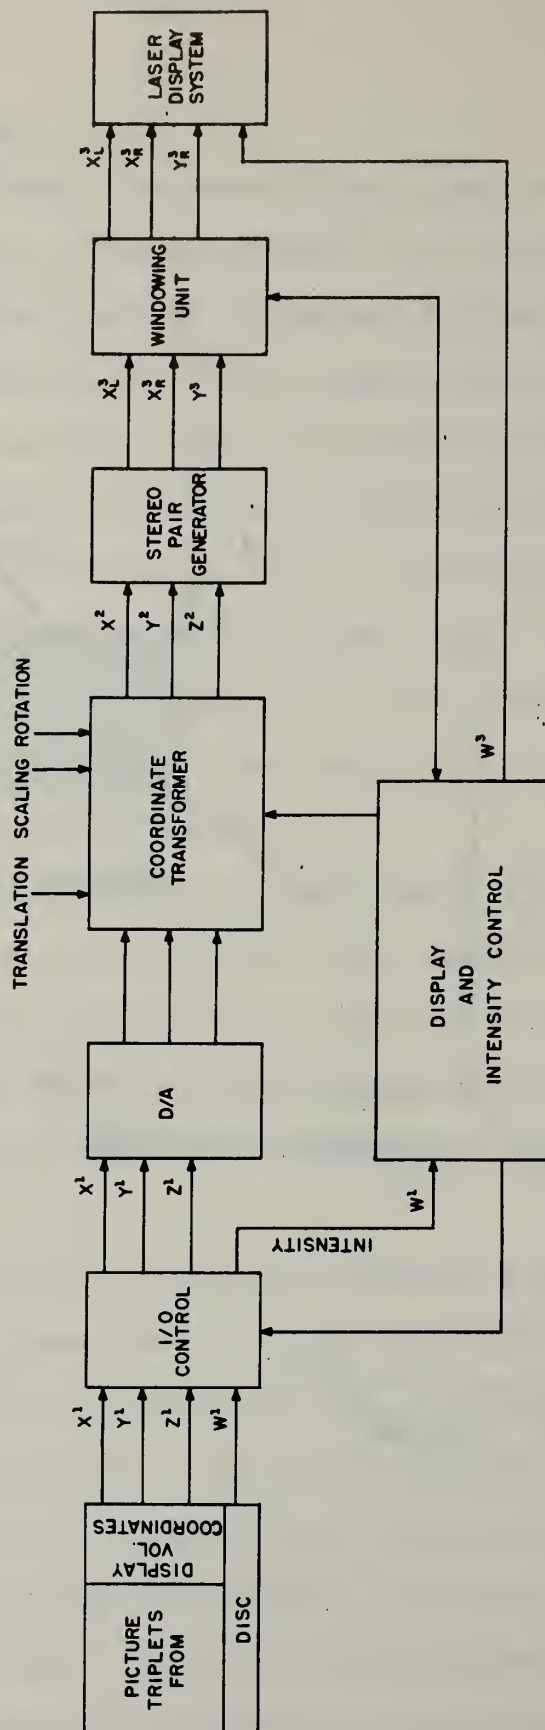 PICTURE
TRIPLETS
FROM
DISPLAY
VOL.
COORDINATES
DISC
X¹
Y¹
Z¹
W¹
I/O
CONTROL
X¹
Y¹
Z¹
INTENSITY
W¹
D/A
TRANSLATION SCALING ROTATION
COORDINATE
TRANSFORMER
X²
Y²
Z²
STEREO
PAIR
GENERATOR
X³L
X³R
Y³
WINDOWING
UNIT
X³L
X³R
Y³R
LASER
DISPLAY
SYSTEM
DISPLAY
AND
INTENSITY CONTROL
W³